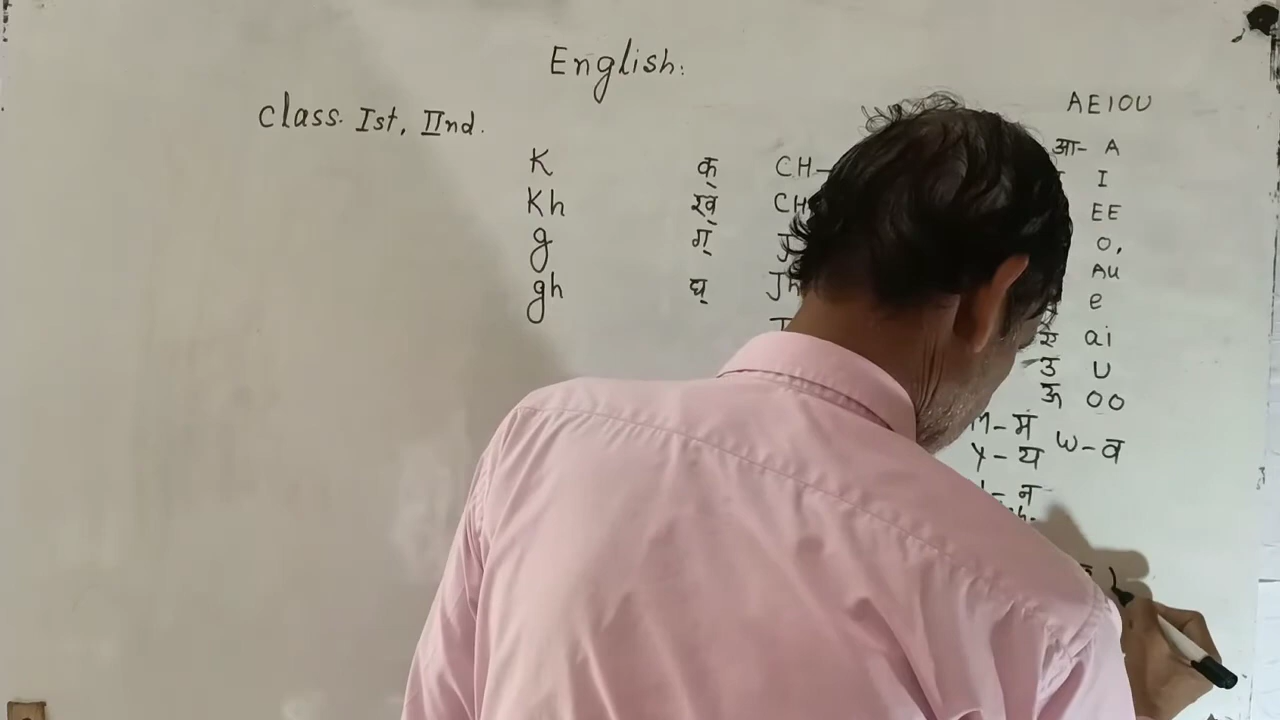 English:
AEIOU
Class. Ist, IInd.
K क् CH- आ- A
Kh ख् CH I
g ग् J EE
gh घ् Jh O,
Au
e
ai
उ U
ऊ OO
M- म
W- व
Y- य
- न